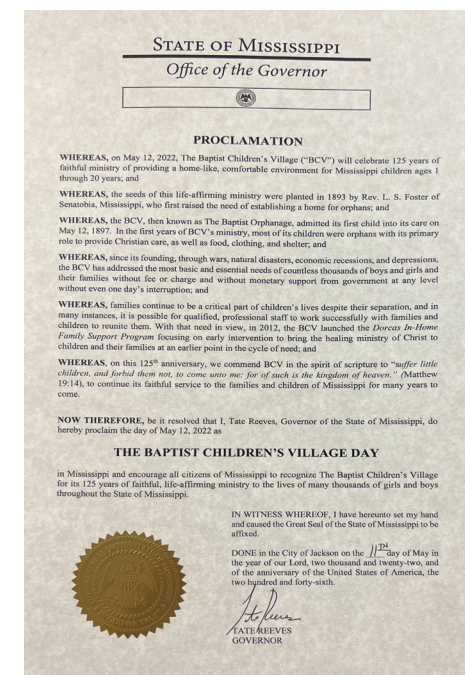 STATE OF MISSISSIPPI
Office of the Governor
PROCLAMATION
WHEREAS, on May 12, 2022, The Baptist Children's Village ("BCV") will celebrate 125 years of
faithful ministry of providing a home-like, comfortable environment for Mississippi children ages 1
through 20 years; and
WHEREAS, the seeds of this life-affirming ministry were planted in 1893 by Rev. L. S. Foster of
Senatobia, Mississippi, who first raised the need of establishing a home for orphans; and
WHEREAS, the BCV, then known as The Baptist Orphanage, admitted its first child into its care on
May 12, 1897. In the first years of BCV's ministry, most of its children were orphans with its primary
role to provide Christian care, as well as food, clothing, and shelter; and
WHEREAS, since its founding, through wars, natural disasters, economic recessions, and depressions,
the BCV has addressed the most basic and essential needs of countless thousands of boys and girls and
their families without fee or charge and without monetary support from government at any level
without even one day's interruption; and
WHEREAS, families continue to be a critical part of children's lives despite their separation, and in
many instances, it is possible for qualified, professional staff to work successfully with families and
children to reunite them. With that need in view, in 2012, the BCV launched the Dorcas In-Home
Family Support Program focusing on early intervention to bring the healing ministry of Christ to
children and their families at an earlier point in the cycle of need; and
WHEREAS, on this 125th anniversary, we commend BCV in the spirit of scripture to "suffer little
children, and forbid them not, to come unto me: for of such is the kingdom of heaven." (Matthew
19:14), to continue its faithful service to the families and children of Mississippi for many years to
come.
NOW THEREFORE, be it resolved that I, Tate Reeves, Governor of the State of Mississippi, do
hereby proclaim the day of May 12, 2022 as
THE BAPTIST CHILDREN'S VILLAGE DAY
in Mississippi and encourage all citizens of Mississippi to recognize The Baptist Children's Village
for its 125 years of faithful, life-affirming ministry to the lives of many thousands of girls and boys
throughout the State of Mississippi.
IN WITNESS WHEREOF, I have hereunto set my hand
and caused the Great Seal of the State of Mississippi to be
affixed.
DONE in the City of Jackson on the 11TH day of May in
the year of our Lord, two thousand and twenty-two, and
of the anniversary of the United States of America, the
two hundred and forty-sixth.
TATE REEVES
GOVERNOR